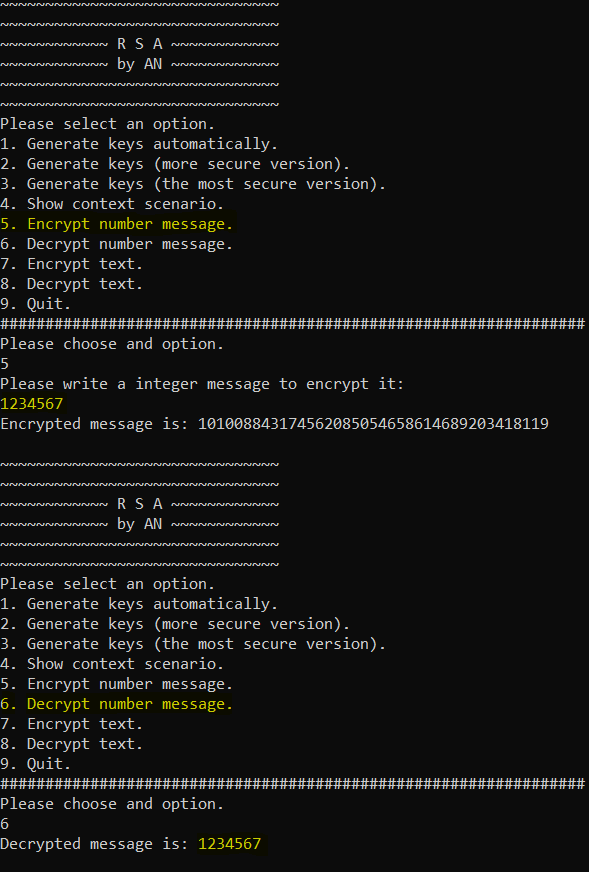 ~~~~~~~~~~~~~~~~~~~~~~~~~~~~~~~
~~~~~~~~~~~~~~~~~~~~~~~~~~~~~~~
~~~~~~~~~~~~ R S A ~~~~~~~~~~~~
~~~~~~~~~~~~ by AN ~~~~~~~~~~~~
~~~~~~~~~~~~~~~~~~~~~~~~~~~~~~~
~~~~~~~~~~~~~~~~~~~~~~~~~~~~~~~
Please select an option.
1. Generate keys automatically.
2. Generate keys (more secure version).
3. Generate keys (the most secure version).
4. Show context scenario.
5. Encrypt number message.
6. Decrypt number message.
7. Encrypt text.
8. Decrypt text.
9. Quit.
#################################################################
Please choose and option.
5
Please write a integer message to encrypt it:
1234567
Encrypted message is: 101008843174562085054658614689203418119
~~~~~~~~~~~~~~~~~~~~~~~~~~~~~~~
~~~~~~~~~~~~~~~~~~~~~~~~~~~~~~~
~~~~~~~~~~~~ R S A ~~~~~~~~~~~~
~~~~~~~~~~~~ by AN ~~~~~~~~~~~~
~~~~~~~~~~~~~~~~~~~~~~~~~~~~~~~
~~~~~~~~~~~~~~~~~~~~~~~~~~~~~~~
Please select an option.
1. Generate keys automatically.
2. Generate keys (more secure version).
3. Generate keys (the most secure version).
4. Show context scenario.
5. Encrypt number message.
6. Decrypt number message.
7. Encrypt text.
8. Decrypt text.
9. Quit.
#################################################################
Please choose and option.
6
Decrypted message is: 1234567